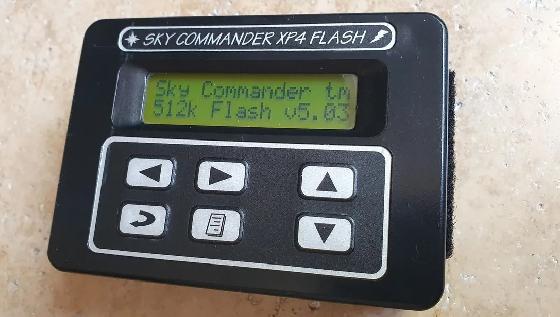 SKY COMMANDER XP4 FLASH
Sky Commander tm
512k Flash v5.03